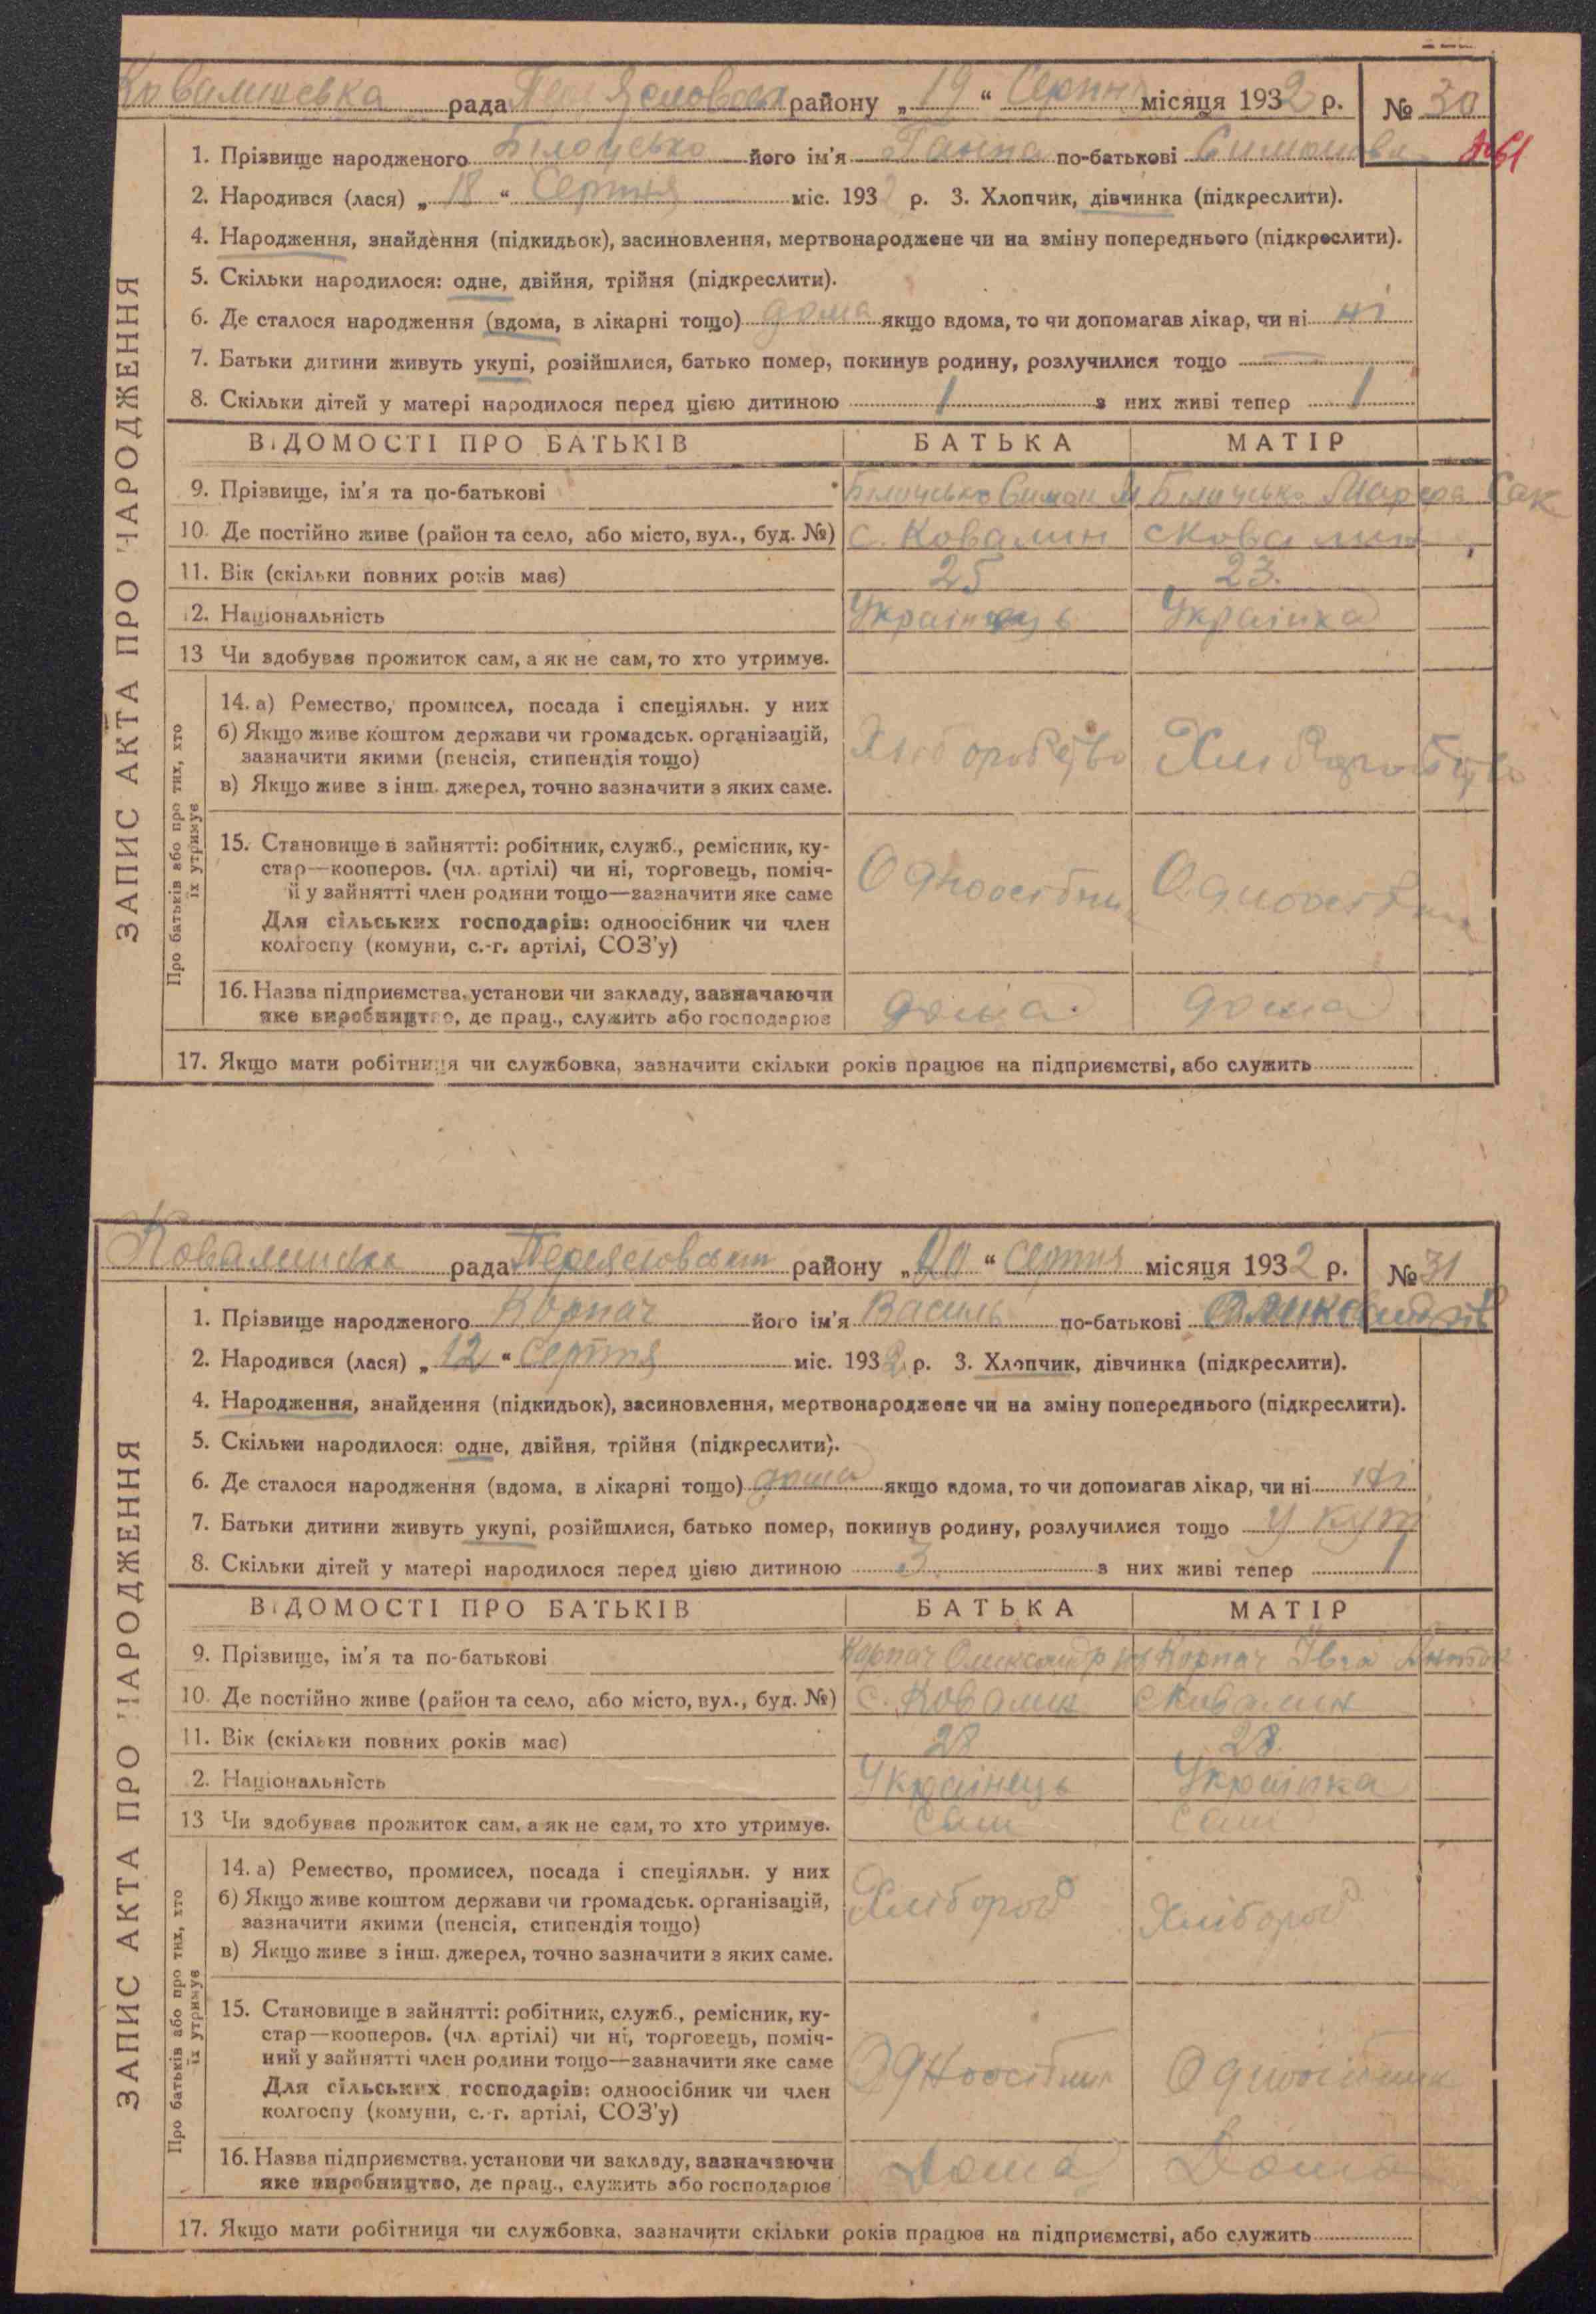 Ковалинська рада Переяславського району „19“ Серпня місяця 1932 р. № 30
61
1. Прізвище народженого Білоцько його ім'я Ганна по-батькові Симонівна
2. Народився (лася) „18“ Серпня міс. 1932 р. 3. Хлопчик, дівчинка (підкреслити).
4. Народження, знайдення (підкидьок), засиновлення, мертвонароджене чи на зміну попереднього (підкреслити).
5. Скільки народилося: одне, двійня, трійня (підкреслити).
6. Де сталося народження (вдома, в лікарні тощо) дома якщо вдома, то чи допомагав лікар, чи ні ні
7. Батьки дитини живуть укупі, розійшлися, батько помер, покинув родину, розлучилися тощо
8. Скільки дітей у матері народилося перед цією дитиною 1 з них живі тепер 1
ВІДОМОСТІ ПРО БАТЬКІВ БАТЬКА МАТІР
9. Прізвище, ім'я та по-батькові Білоцько Симон М Білоцько Марфа Сак
10. Де постійно живе (район та село, або місто, вул., буд. №) с. Ковалин с Ковалин
11. Вік (скільки повних років має) 25 23.
12. Національність Українець Українка
13 Чи здобуває прожиток сам, а як не сам, то хто утримує.
14. а) Ремество, промисел, посада і спеціяльн. у них
б) Якщо живе коштом держави чи громадськ. організацій,
зазначити якими (пенсія, стипендія тощо)
в) Якщо живе з інш. джерел, точно зазначити з яких саме.
Хліборобство Хліборобство
15. Становище в зайнятті: робітник, служб., ремісник, ку-
стар—кооперов. (чл. артілі) чи ні, торговець, поміч-
й у зайнятті член родини тощо—зазначити яке саме
Для сільських господарів: одноосібник чи член
колгоспу (комуни, с.-г. артілі, СОЗ'у)
Одноосібник Одноосібник
16. Назва підприємства, установи чи закладу, зазначаючи
яке виробництво, де прац., служить або господарює
дома дома
17. Якщо мати робітниця чи службовка, зазначити скільки років працює на підприємстві, або служить
ЗАПИС АКТА ПРО НАРОДЖЕННЯ
Про батьків або про тих, хто
їх утримує
Ковалинська рада Переяславськ району „20“ Серпня місяця 1932 р. № 31
1. Прізвище народженого Корпач його ім'я Василь по-батькові Олександрів
2. Народився (лася) „12“ Серпня міс. 1932 р. 3. Хлопчик, дівчинка (підкреслити).
4. Народження, знайдення (підкидьок), засиновлення, мертвонароджене чи на зміну попереднього (підкреслити).
5. Скільки народилося: одне, двійня, трійня (підкреслити).
6. Де сталося народження (вдома, в лікарні тощо) дома якщо вдома, то чи допомагав лікар, чи ні ні
7. Батьки дитини живуть укупі, розійшлися, батько помер, покинув родину, розлучилися тощо у куп
8. Скільки дітей у матері народилося перед цією дитиною 3 з них живі тепер 1
ВІДОМОСТІ ПРО БАТЬКІВ БАТЬКА МАТІР
9. Прізвище, ім'я та по-батькові Корпач Олександр Корпач Івга Антон
10. Де постійно живе (район та село, або місто, вул., буд. №) с. Ковалин с Ковалин
11. Вік (скільки повних років має) 28 28.
2. Національність Українець Українка
13 Чи здобуває прожиток сам, а як не сам, то хто утримує. Сам Сам
14. а) Ремество, промисел, посада і спеціяльн. у них
б) Якщо живе коштом держави чи громадськ. організацій,
зазначити якими (пенсія, стипендія тощо)
в) Якщо живе з інш. джерел, точно зазначити з яких саме.
Хлібороб Хлібороб
15. Становище в зайнятті: робітник, служб., ремісник, ку-
стар—кооперов. (чл. артілі) чи ні, торговець, поміч-
ний у зайнятті член родини тощо—зазначити яке саме
Для сільських господарів: одноосібник чи член
колгоспу (комуни, с.-г. артілі, СОЗ'у)
Одноосібник Одноосібник
16. Назва підприємства, установи чи закладу, зазначаючи
яке виробництво, де прац., служить або господарює
Дома Дома
17. Якщо мати робітниця чи службовка, зазначити скільки років працює на підприємстві, або служить
ЗАПИС АКТА ПРО НАРОДЖЕННЯ
Про батьків або про тих, хто
їх утримує